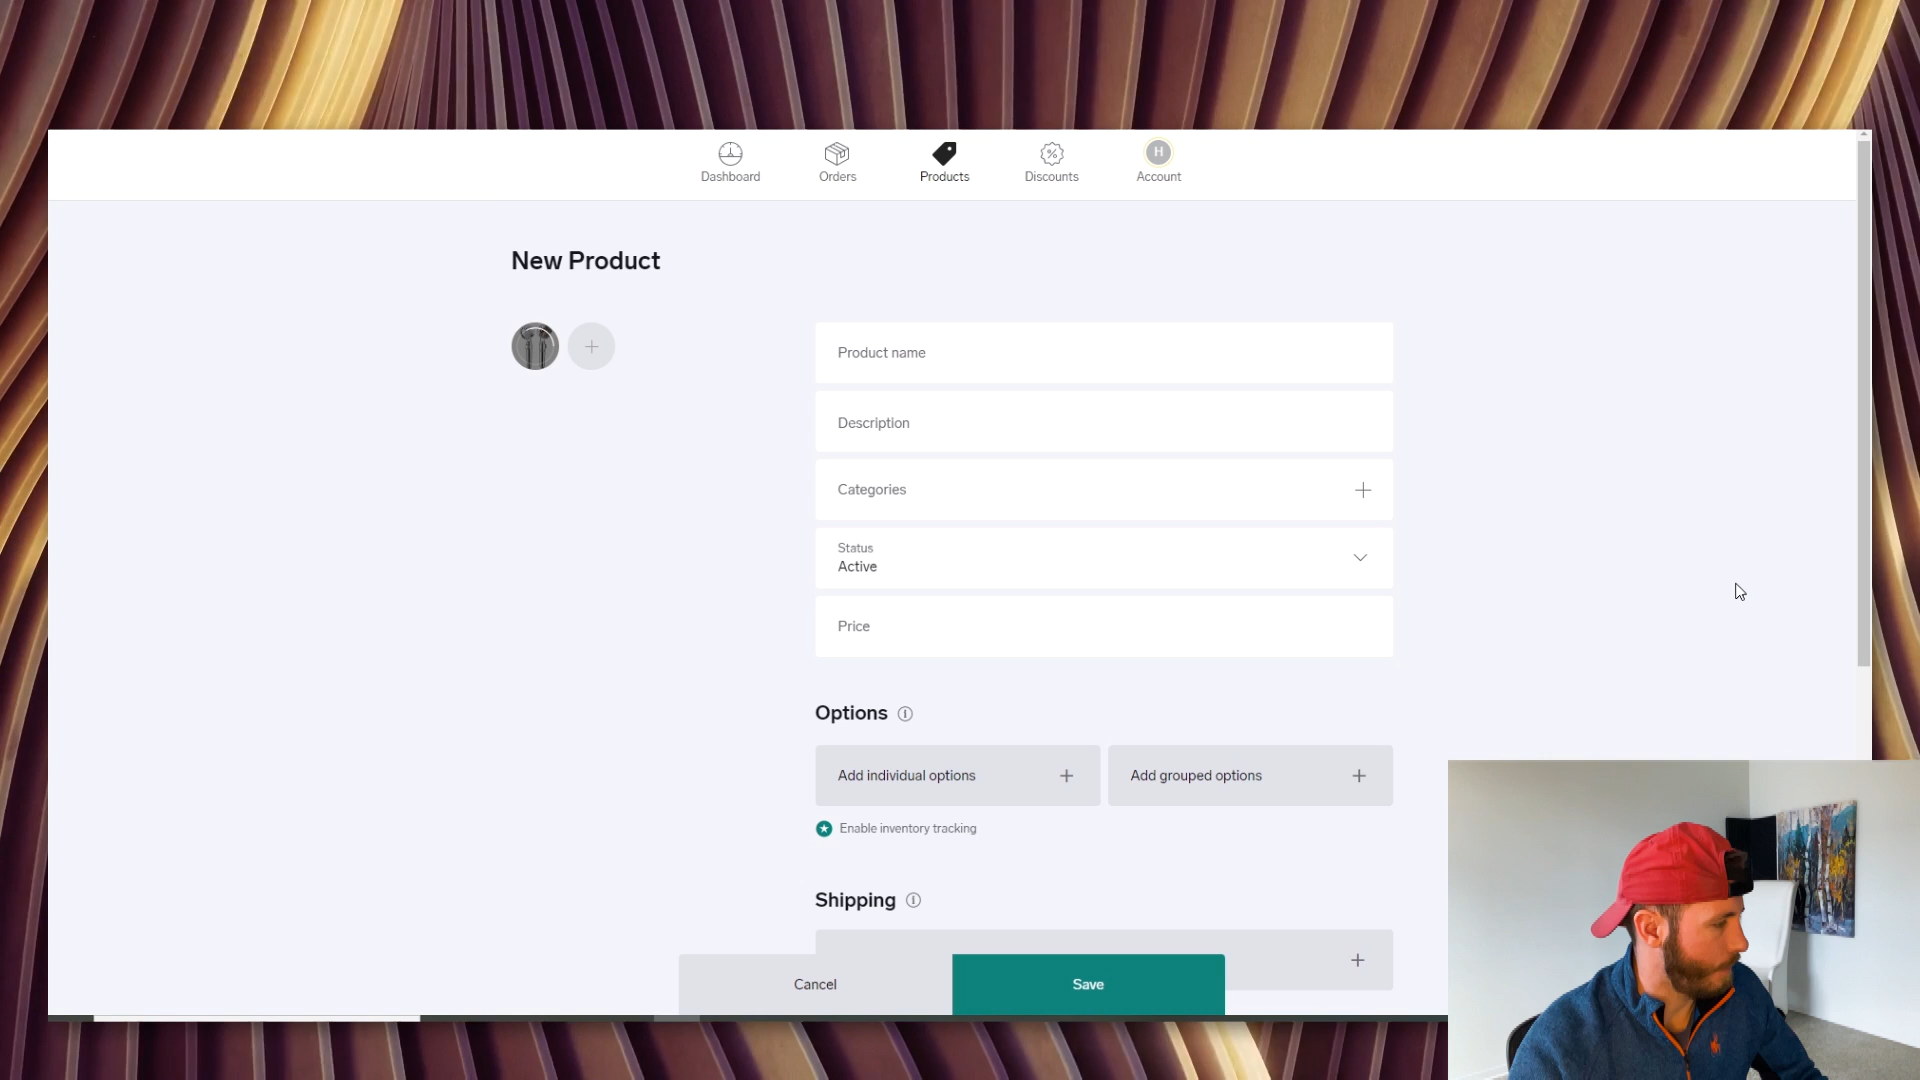 Dashboard
Orders
Products
Discounts
H
Account
New Product
Product name
Description
Categories
Status
Active
Price
Options
Add individual options
Add grouped options
Enable inventory tracking
Shipping
Cancel
Save